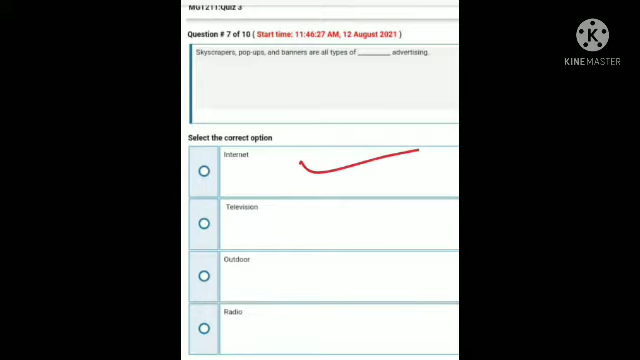 MGT211:Quiz 3
Question # 7 of 10 ( Start time: 11:46:27 AM, 12 August 2021 )
Skyscrapers, pop-ups, and banners are all types of ________ advertising.
Select the correct option
Internet
Television
Outdoor
Radio
K
KINEMASTER